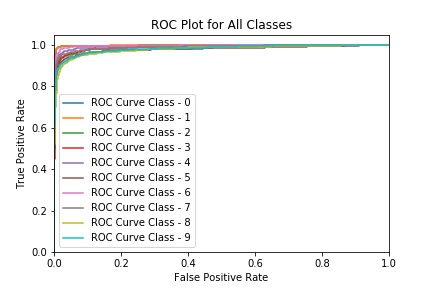 ROC Plot for All Classes
True Positive Rate
1.0
0.8
0.6
0.4
0.2
0.0
ROC Curve Class - 0
ROC Curve Class - 1
ROC Curve Class - 2
ROC Curve Class - 3
ROC Curve Class - 4
ROC Curve Class - 5
ROC Curve Class - 6
ROC Curve Class - 7
ROC Curve Class - 8
ROC Curve Class - 9
0.0 0.2 0.4 0.6 0.8 1.0
False Positive Rate